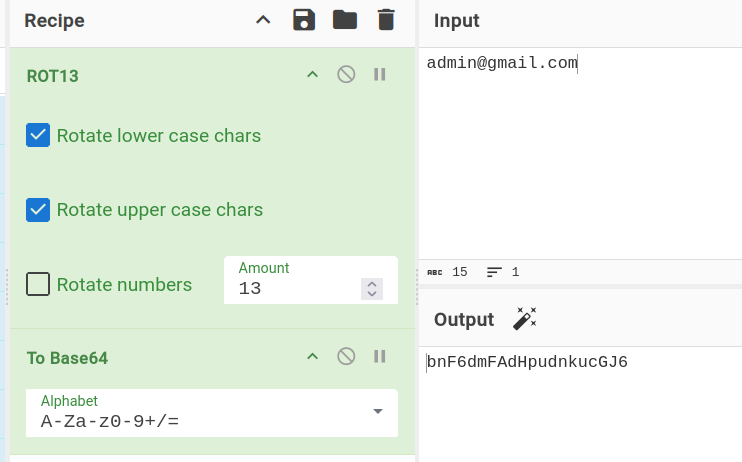 Recipe
ROT13
Rotate lower case chars
Rotate upper case chars
Rotate numbers
Amount
13
To Base64
Alphabet
A-Za-z0-9+/=
Input
admin@gmail.com
ABC 15 1
Output
bnF6dmFAdHpudnkucGJ6